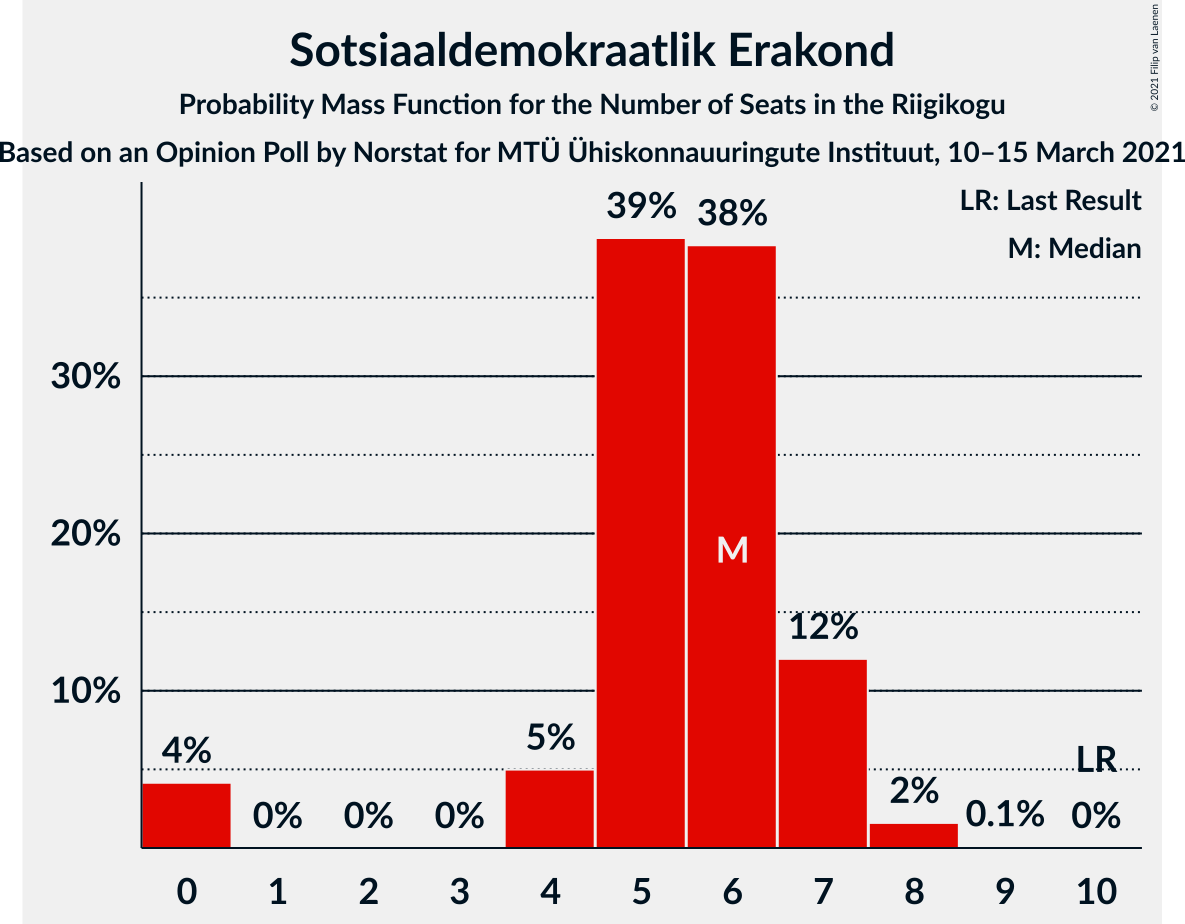 Sotsiaaldemokraatlik Erakond
Probability Mass Function for the Number of Seats in the Riigikogu
Based on an Opinion Poll by Norstat for MTÜ Ühiskonnauuringute Instituut, 10–15 March 2021
© 2021 Filip van Laenen
LR: Last Result
M: Median
39%
38%
30%
20%
M
12%
10%
4%
5%
LR
0%
0%
0%
2%
0.1%
0%
0 1 2 3 4 5 6 7 8 9 10